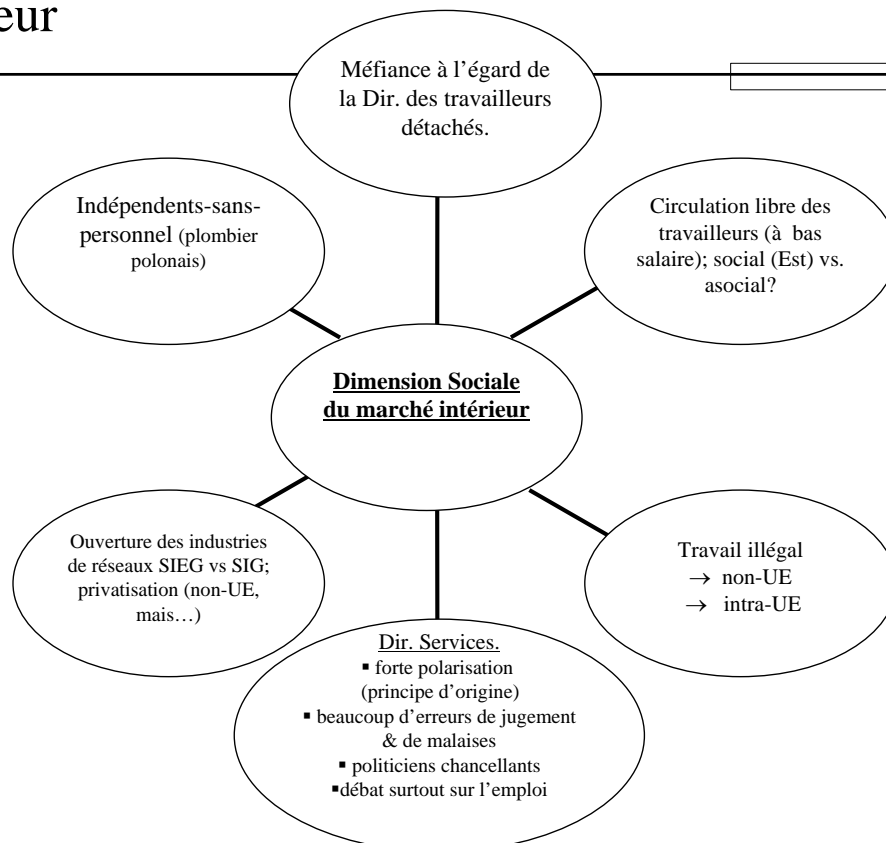 eur
Méfiance à l’égard de
la Dir. des travailleurs
détachés.
Indépendents-sans-
personnel (plombier
polonais)
Circulation libre des
travailleurs (à bas
salaire); social (Est) vs.
asocial?
Dimension Sociale
du marché intérieur
Ouverture des industries
de réseaux SIEG vs SIG;
privatisation (non-UE,
mais…)
Travail illégal
→ non-UE
→ intra-UE
Dir. Services.
▪ forte polarisation
(principe d’origine)
▪ beaucoup d’erreurs de jugement
& de malaises
▪ politiciens chancellants
▪débat surtout sur l’emploi